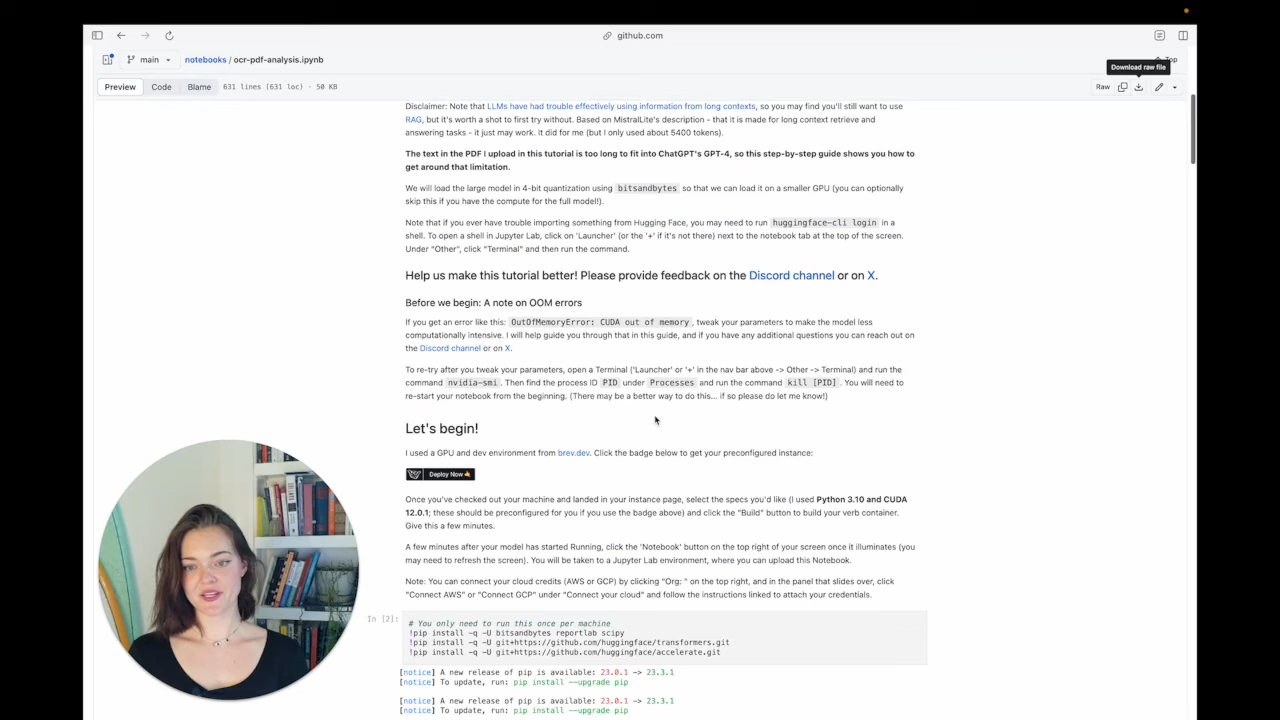 github.com
main
notebooks / ocr-pdf-analysis.ipynb
Top
Download raw file
Preview
Code
Blame
631 lines (631 loc) · 50 KB
Raw
Disclaimer: Note that LLMs have had trouble effectively using information from long contexts, so you may find you'll still want to use
RAG, but it's worth a shot to first try without. Based on MistralLite's description - that it is made for long context retrieve and
answering tasks - it just may work. It did for me (but I only used about 5400 tokens).
The text in the PDF I upload in this tutorial is too long to fit into ChatGPT's GPT-4, so this step-by-step guide shows you how to
get around that limitation.
We will load the large model in 4-bit quantization using bitsandbytes so that we can load it on a smaller GPU (you can optionally
skip this if you have the compute for the full model!).
Note that if you ever have trouble importing something from Hugging Face, you may need to run huggingface-cli login in a
shell. To open a shell in Jupyter Lab, click on 'Launcher' (or the '+' if it's not there) next to the notebook tab at the top of the screen.
Under "Other", click "Terminal" and then run the command.
Help us make this tutorial better! Please provide feedback on the Discord channel or on X.
Before we begin: A note on OOM errors
If you get an error like this: OutOfMemoryError: CUDA out of memory, tweak your parameters to make the model less
computationally intensive. I will help guide you through that in this guide, and if you have any additional questions you can reach out on
the Discord channel or on X.
To re-try after you tweak your parameters, open a Terminal ('Launcher' or '+' in the nav bar above -> Other -> Terminal) and run the
command nvidia-smi. Then find the process ID PID under Processes and run the command kill [PID]. You will need to
re-start your notebook from the beginning. (There may be a better way to do this... if so please do let me know!)
Let's begin!
I used a GPU and dev environment from brev.dev. Click the badge below to get your preconfigured instance:
Deploy Now
Once you've checked out your machine and landed in your instance page, select the specs you'd like (I used Python 3.10 and CUDA
12.0.1; these should be preconfigured for you if you use the badge above) and click the "Build" button to build your verb container.
Give this a few minutes.
A few minutes after your model has started Running, click the 'Notebook' button on the top right of your screen once it illuminates (you
may need to refresh the screen). You will be taken to a Jupyter Lab environment, where you can upload this Notebook.
Note: You can connect your cloud credits (AWS or GCP) by clicking "Org: " on the top right, and in the panel that slides over, click
"Connect AWS" or "Connect GCP" under "Connect your cloud" and follow the instructions linked to attach your credentials.
In [2]:
# You only need to run this once per machine
!pip install -q -U bitsandbytes reportlab scipy
!pip install -q -U git+https://github.com/huggingface/transformers.git
!pip install -q -U git+https://github.com/huggingface/accelerate.git
[notice] A new release of pip is available: 23.0.1 -> 23.3.1
[notice] To update, run: pip install --upgrade pip
[notice] A new release of pip is available: 23.0.1 -> 23.3.1
[notice] To update, run: pip install --upgrade pip